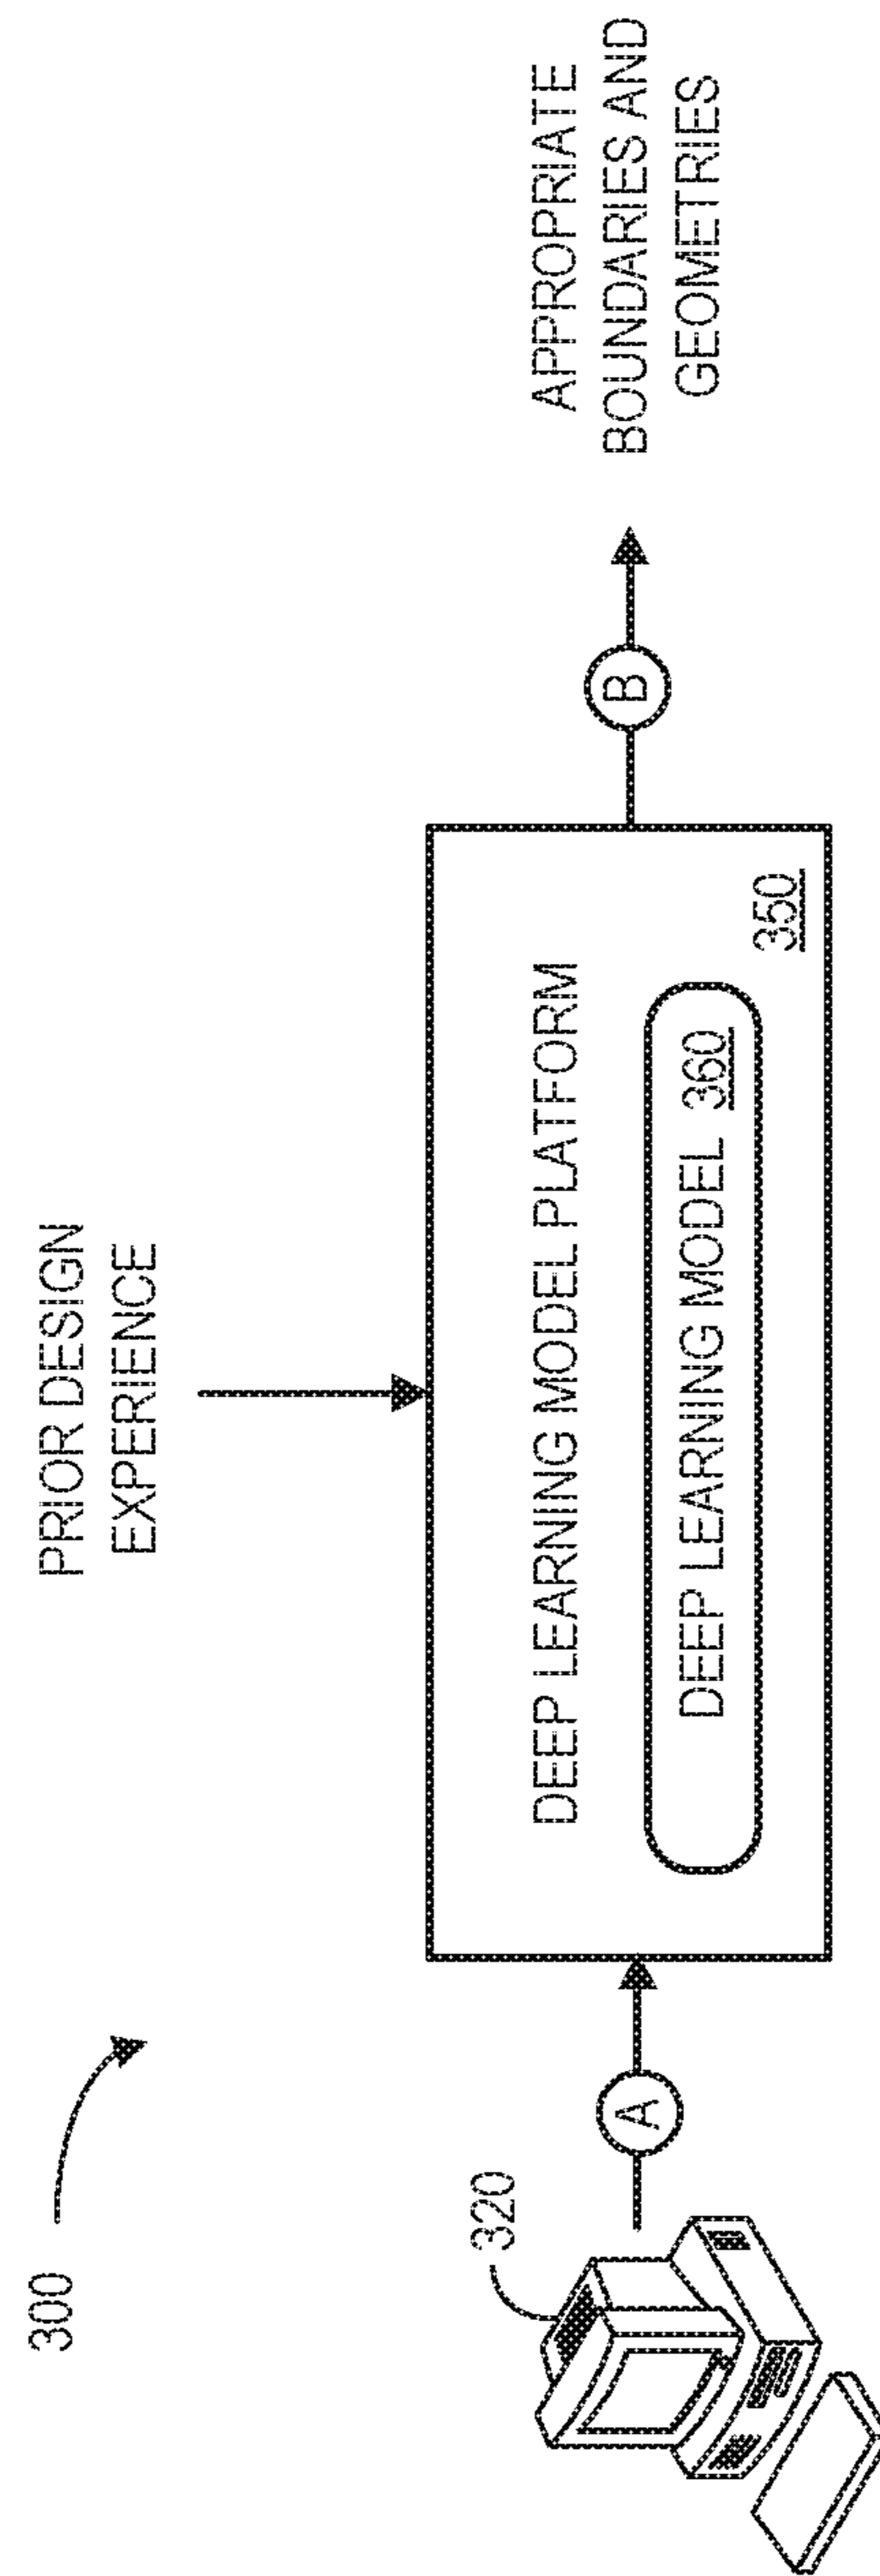 300
PRIOR DESIGN
EXPERIENCE
320
A
DEEP LEARNING MODEL PLATFORM
DEEP LEARNING MODEL 360
350
B
APPROPRIATE
BOUNDARIES AND
GEOMETRIES